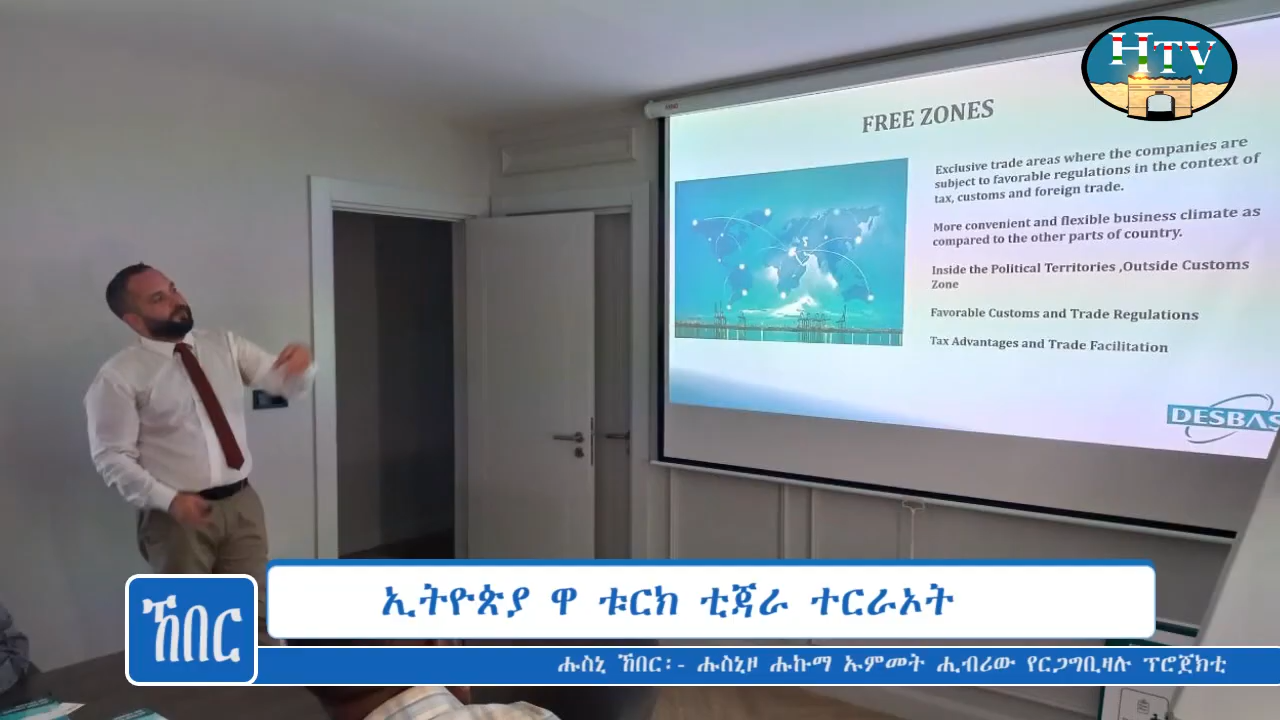 HTV
FREE ZONES
Exclusive trade areas where the companies are
subject to favorable regulations in the context of
tax, customs and foreign trade.
More convenient and flexible business climate as
compared to the other parts of country.
Inside the Political Territories ,Outside Customs
Zone
Favorable Customs and Trade Regulations
Tax Advantages and Trade Facilitation
DESBAS
ኢትዮጵያ ዋ ቱርክ ቲጃራ ተርራኦት
ኸበር
ሑስኒ ኸበር፡- ሑስኒዞ ሑኩማ ኡምመት ሒብሪው የርጋግቢዛሉ ፕሮጀክቲ